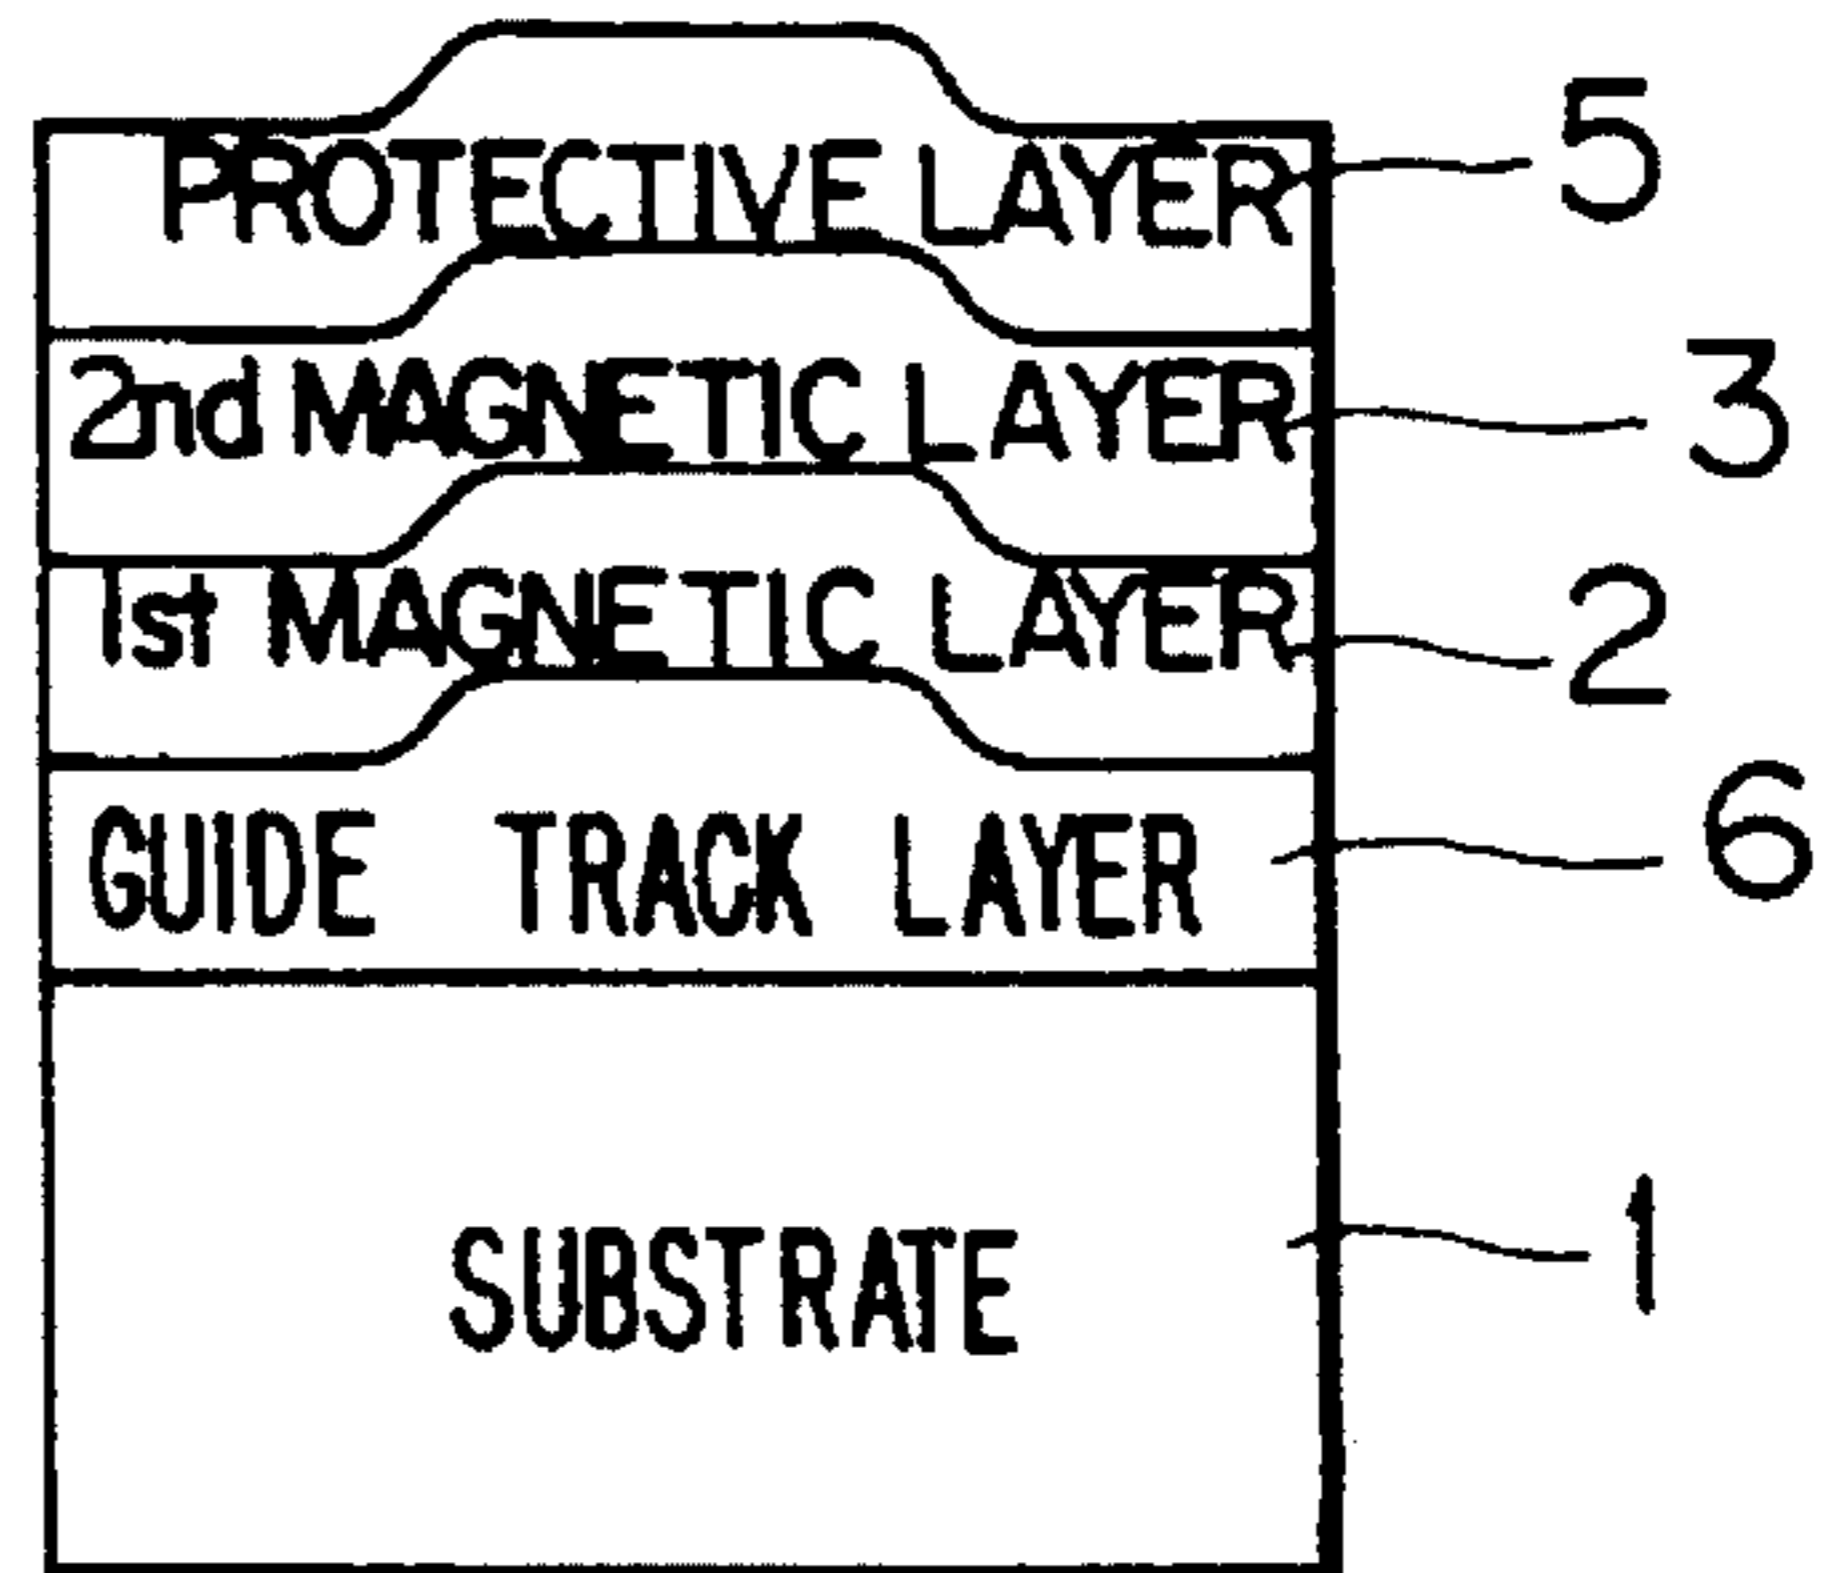 PROTECTIVE LAYER 5
2nd MAGNETIC LAYER 3
1st MAGNETIC LAYER 2
GUIDE TRACK LAYER 6
SUBSTRATE 1